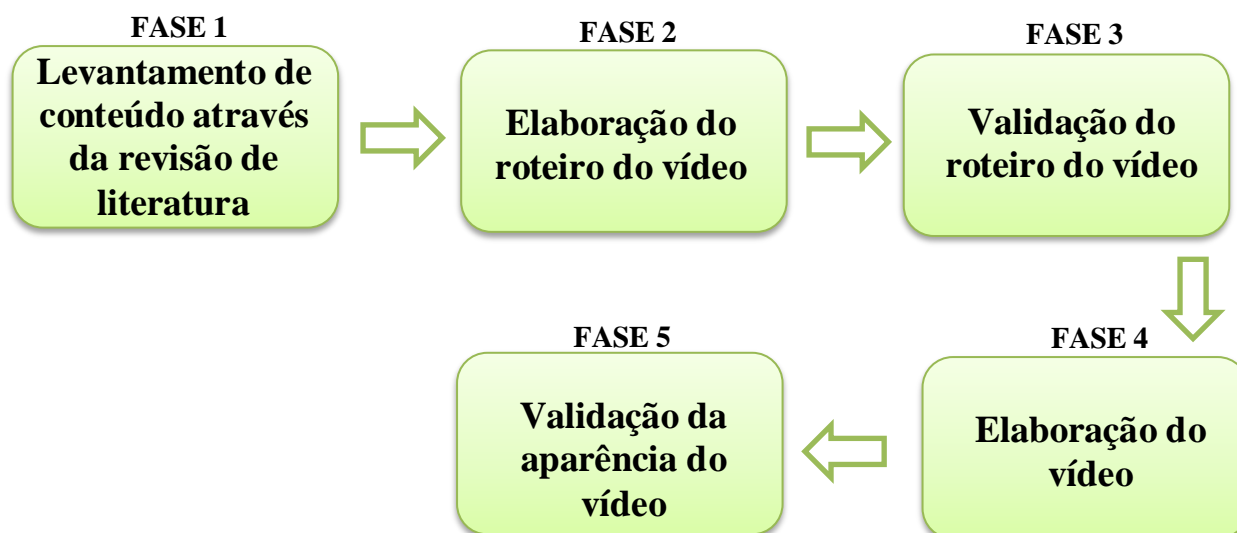 FASE 1
Levantamento de
conteúdo através
da revisão de
literatura
FASE 2
Elaboração do
roteiro do vídeo
FASE 3
Validação do
roteiro do vídeo
FASE 4
Elaboração do
vídeo
FASE 5
Validação da
aparência do
vídeo